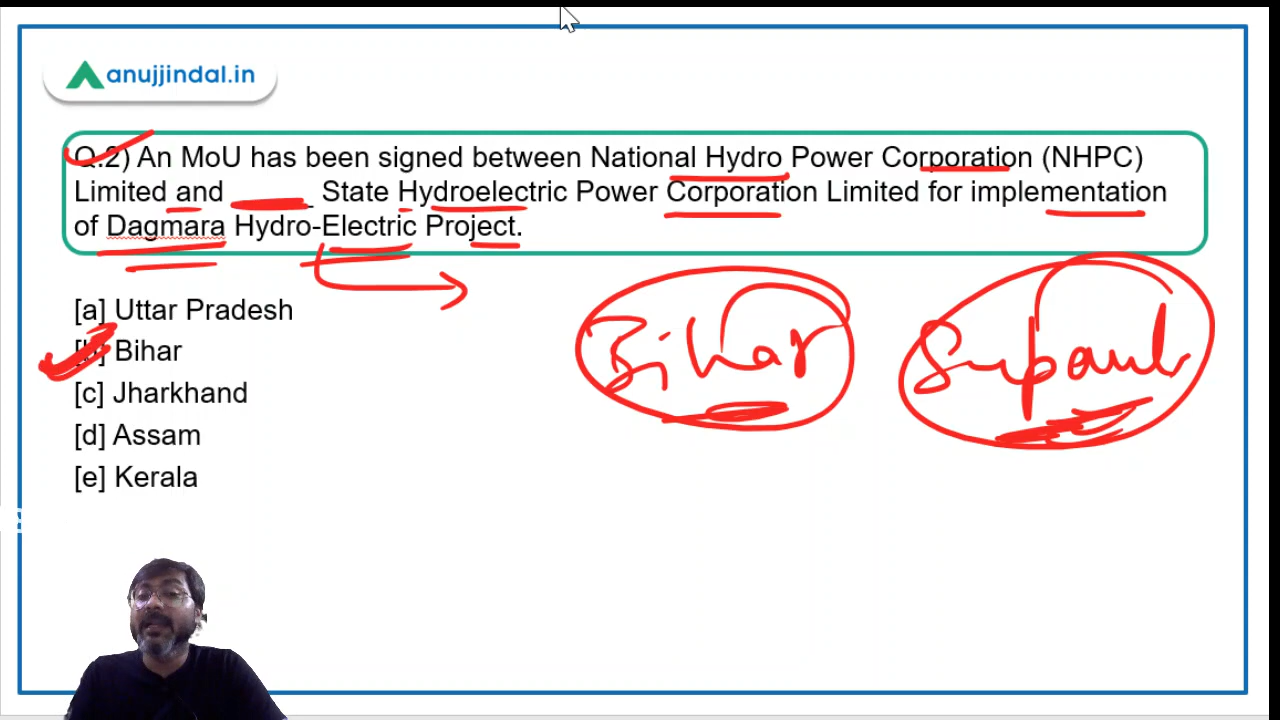 anujjindal.in
Q.2) An MoU has been signed between National Hydro Power Corporation (NHPC)
Limited and ____ State Hydroelectric Power Corporation Limited for implementation
of Dagmara Hydro-Electric Project.
[a] Uttar Pradesh
Bihar Supaul
[b] Bihar
[c] Jharkhand
[d] Assam
[e] Kerala